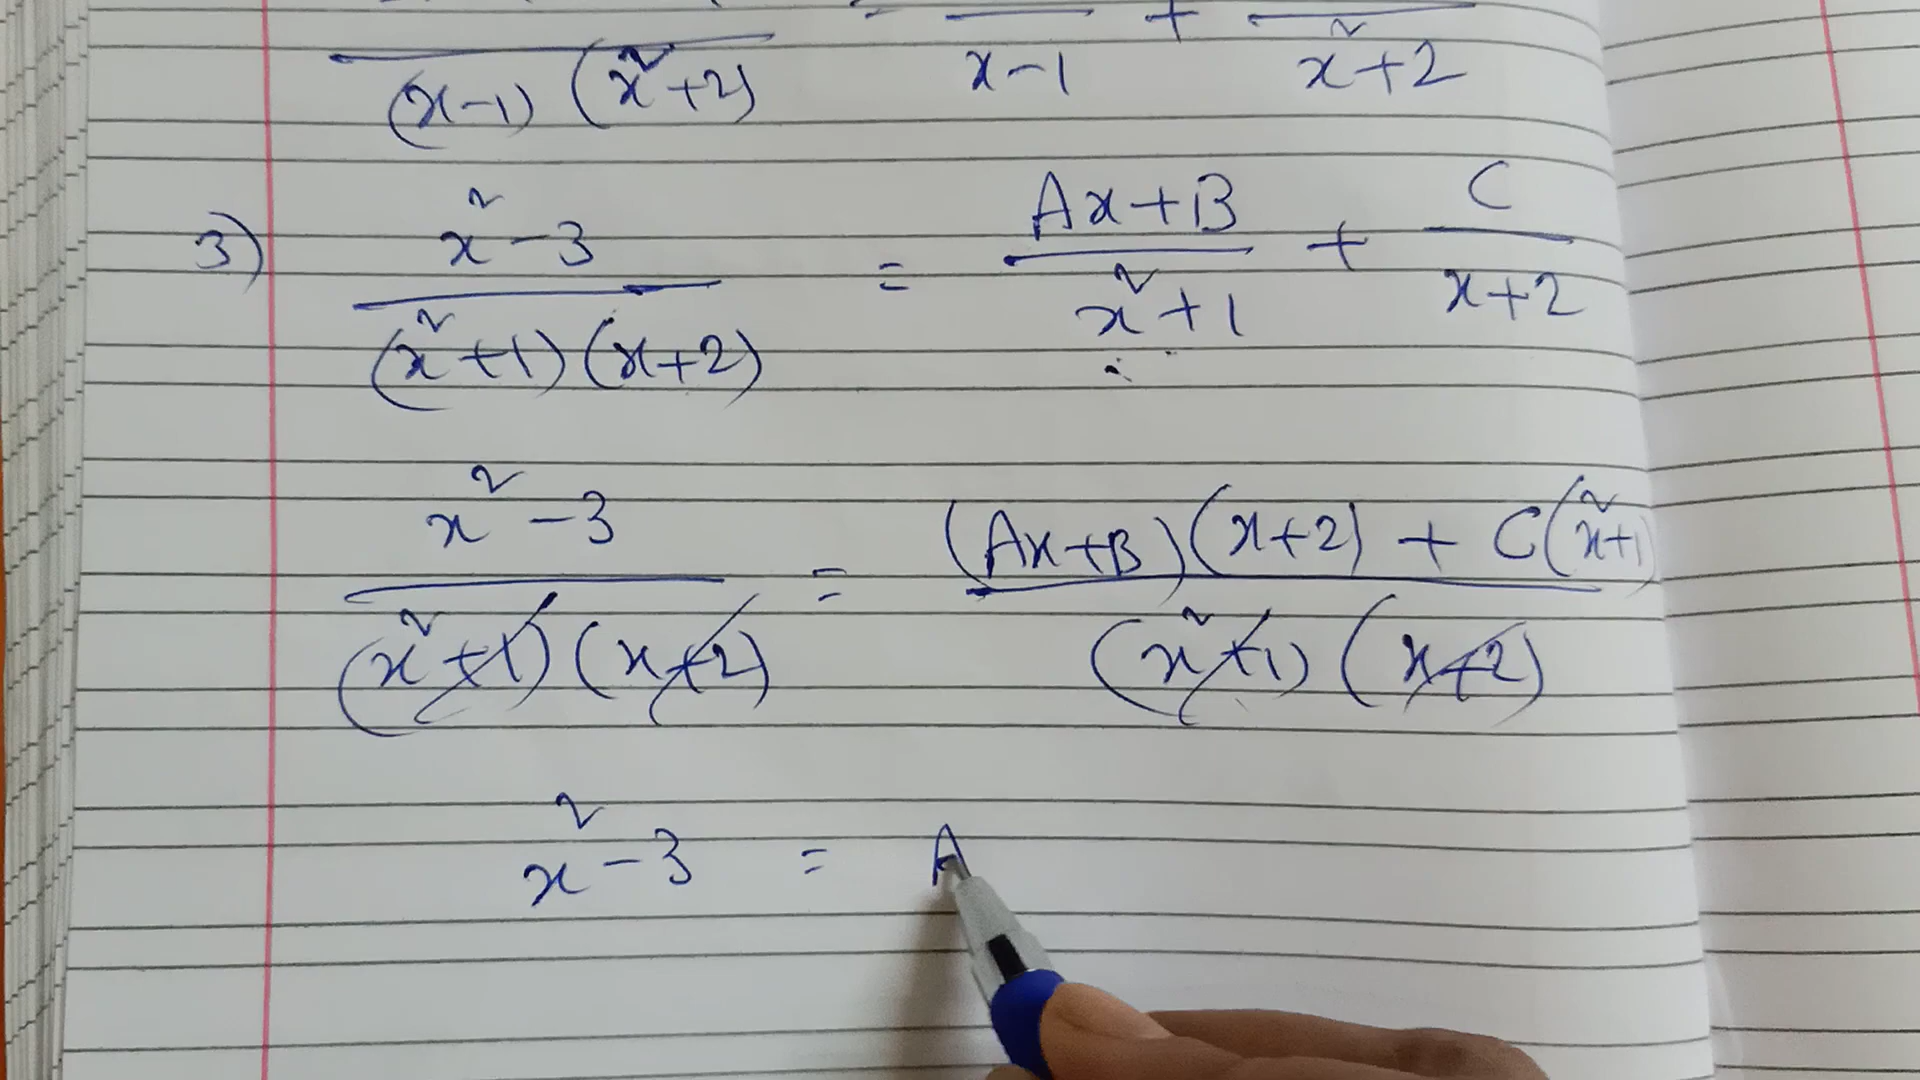 (x-1) (x²+2) = x-1 + x²+2
3) x²-3 / (x²+1)(x+2) = Ax+B / x²+1 + C / x+2
x²-3 / (x²+1)(x+2) = (Ax+B)(x+2) + C(x²+1) / (x²+1)(x+2)
x²-3 = A